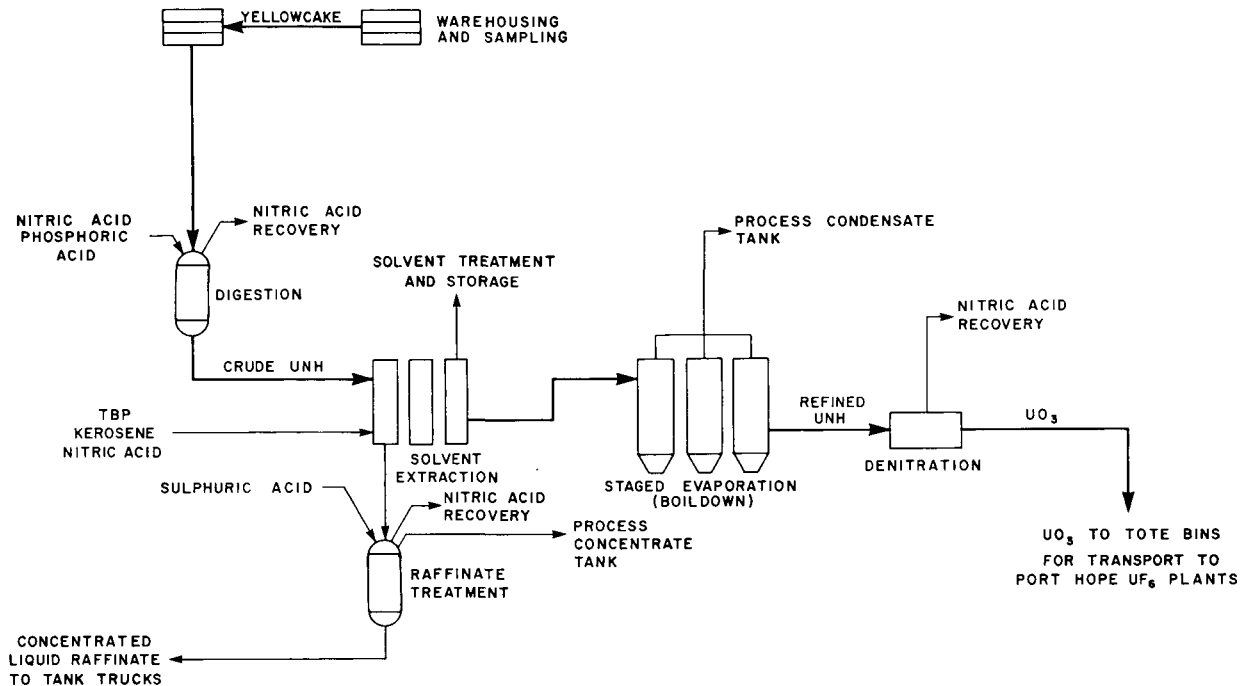 YELLOWCAKE
WAREHOUSING
AND SAMPLING
NITRIC ACID
PHOSPHORIC
ACID
NITRIC ACID
RECOVERY
DIGESTION
CRUDE UNH
TBP
KEROSENE
NITRIC ACID
SOLVENT TREATMENT
AND STORAGE
SOLVENT
EXTRACTION
SULPHURIC ACID
NITRIC ACID
RECOVERY
PROCESS
CONCENTRATE
TANK
RAFFINATE
TREATMENT
CONCENTRATED
LIQUID RAFFINATE
TO TANK TRUCKS
PROCESS CONDENSATE
TANK
STAGED EVAPORATION
(BOILDOWN)
REFINED
UNH
NITRIC ACID
RECOVERY
DENITRATION
UO₃
UO₃ TO TOTE BINS
FOR TRANSPORT TO
PORT HOPE UF₆ PLANTS